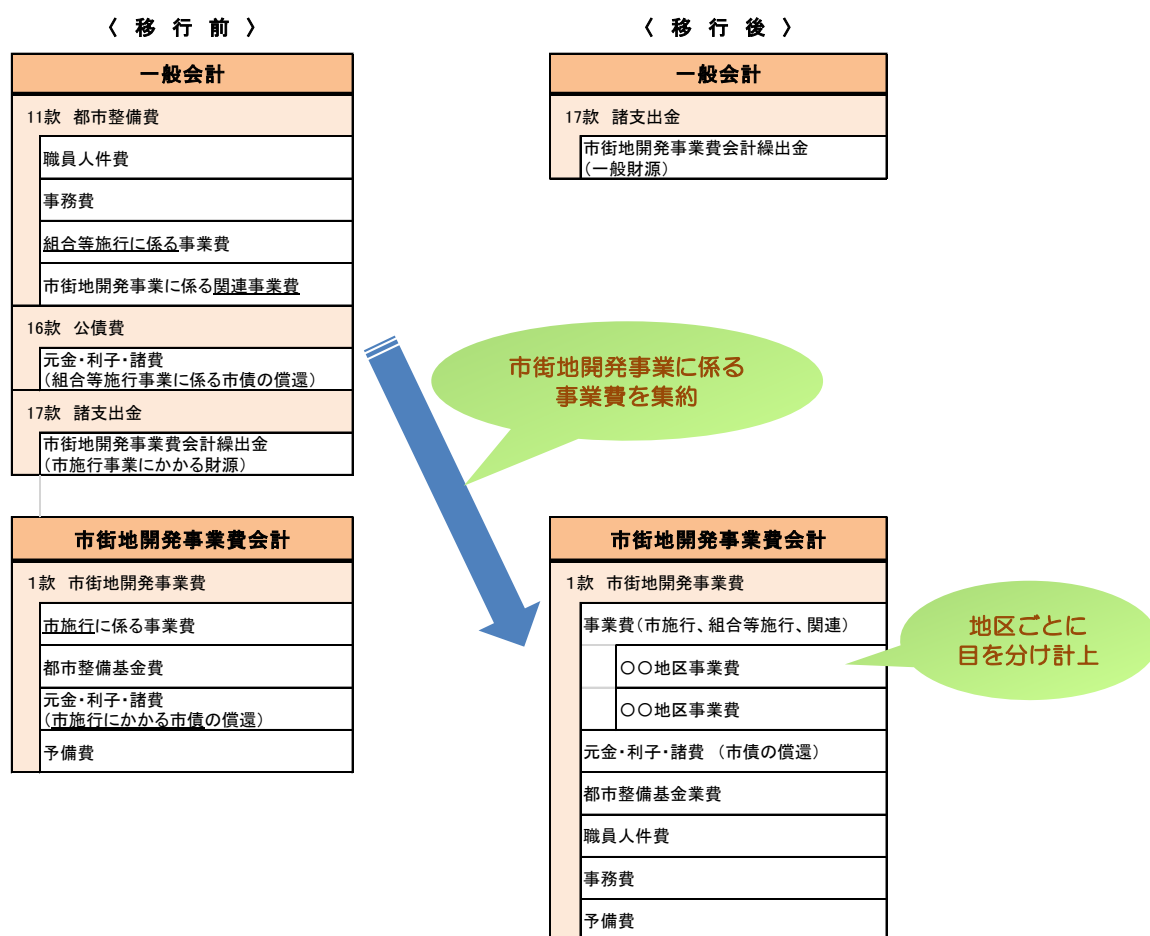 〈 移 行 前 〉
一般会計
11款 都市整備費
職員人件費
事務費
組合等施行に係る事業費
市街地開発事業に係る関連事業費
16款 公債費
元金・利子・諸費
(組合等施行事業に係る市債の償還)
17款 諸支出金
市街地開発事業費会計繰出金
(市施行事業にかかる財源)
市街地開発事業費会計
1款 市街地開発事業費
市施行に係る事業費
都市整備基金費
元金・利子・諸費
(市施行にかかる市債の償還)
予備費
市街地開発事業に係る
事業費を集約
〈 移 行 後 〉
一般会計
17款 諸支出金
市街地開発事業費会計繰出金
(一般財源)
市街地開発事業費会計
1款 市街地開発事業費
事業費(市施行、組合等施行、関連)
〇〇地区事業費
〇〇地区事業費
元金・利子・諸費 (市債の償還)
都市整備基金業費
職員人件費
事務費
予備費
地区ごとに
目を分け計上